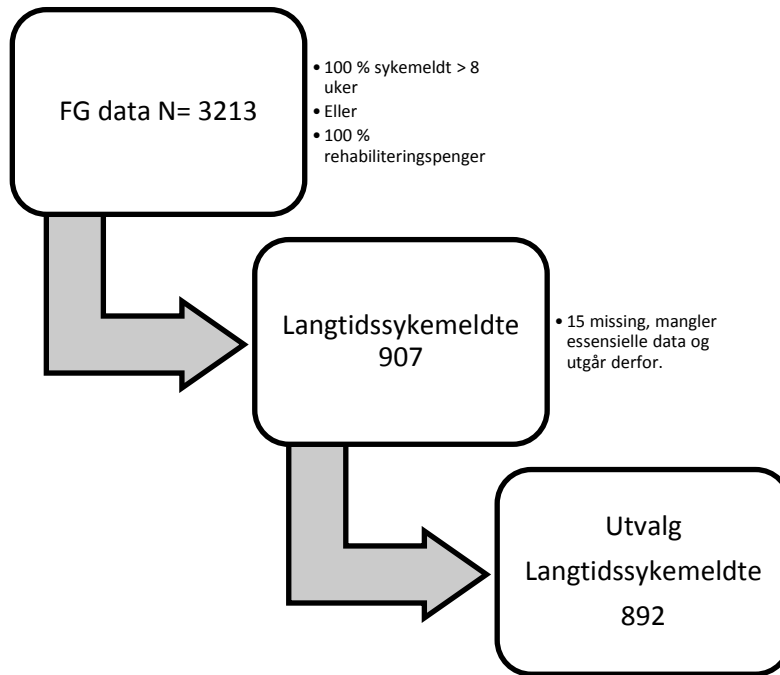 FG data N= 3213
• 100 % sykemeldt > 8
uker
• Eller
• 100 %
rehabiliteringspenger
Langtidssykemeldte
907
• 15 missing, mangler
essensielle data og
utgår derfor.
Utvalg
Langtidssykemeldte
892